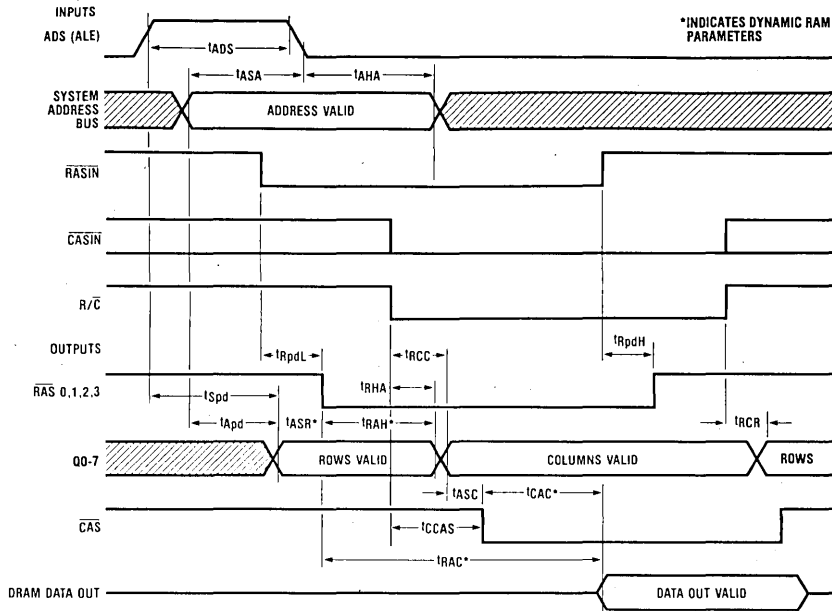 INPUTS
ADS (ALE)
*INDICATES DYNAMIC RAM
PARAMETERS
tADS
tASA
tAHA
SYSTEM
ADDRESS
BUS
ADDRESS VALID
RASIN
CASIN
R/C
OUTPUTS
tRpdL
tRCC
tRpdH
RAS 0,1,2,3
tSpd
tRHA
tApd
tASR*
tRAH*
tRCR
Q0-7
ROWS VALID
COLUMNS VALID
ROWS
tASC
tCAC*
CAS
tCCAS
tRAC*
DRAM DATA OUT
DATA OUT VALID